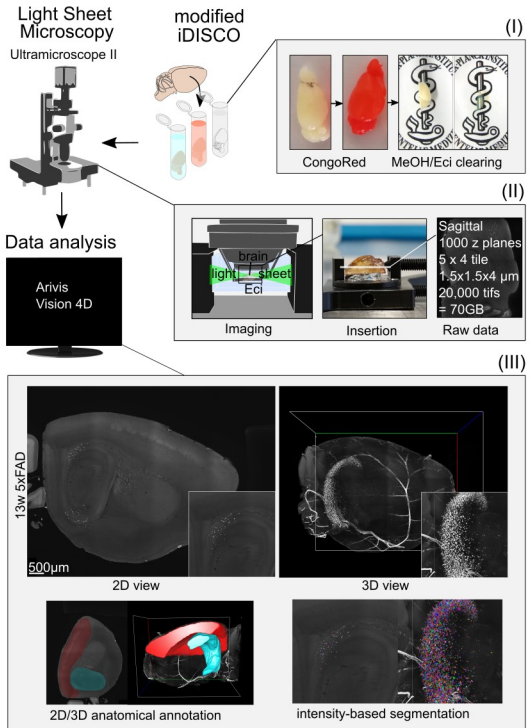 Light Sheet
Microscopy
Ultramicroscope II
modified
iDISCO
(I)
CongoRed
MeOH/Eci clearing
(II)
brain
light
sheet
Eci
Imaging
Insertion
Sagittal
1000 z planes
5 x 4 tile
1.5x1.5x4 µm
20,000 tifs
= 70GB
Raw data
Data analysis
Arivis
Vision 4D
(III)
13w 5xFAD
500µm
2D view
3D view
2D/3D anatomical annotation
intensity-based segmentation